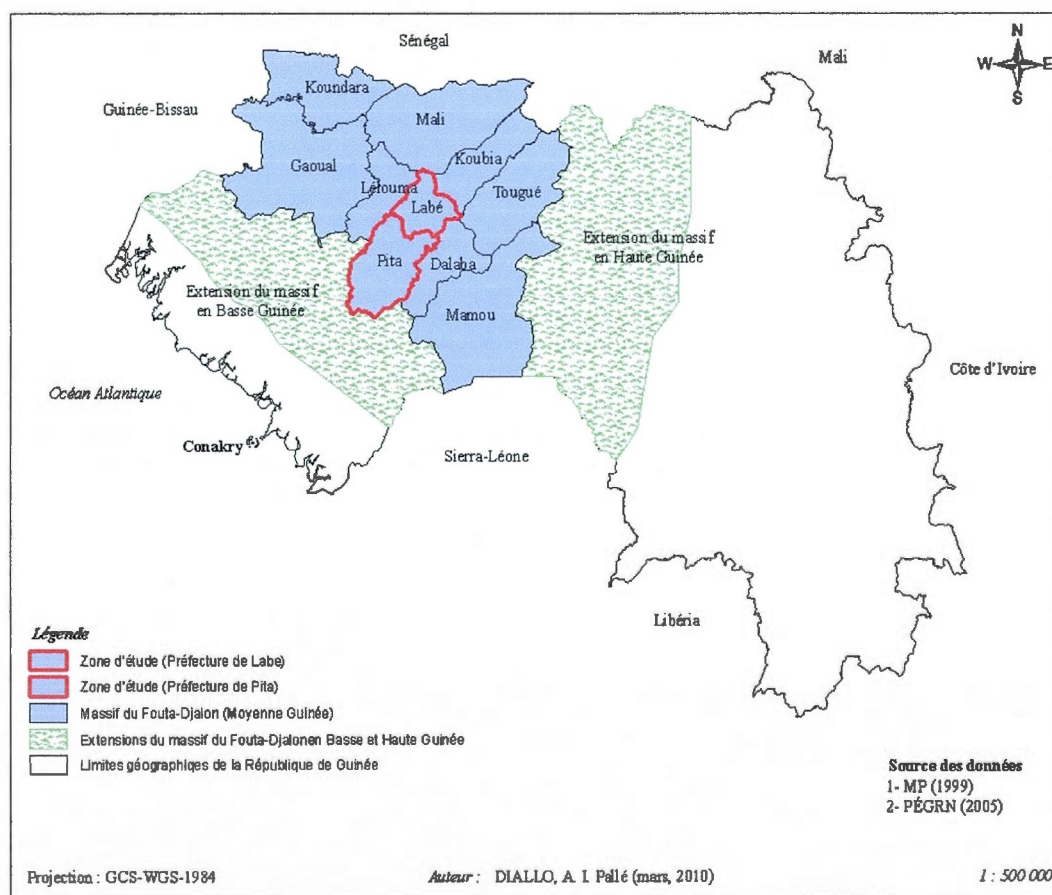 Sénégal
N
Mali
W
E
S
Koundara
Guinée-Bissau
Mali
Koubia
Gaoual
Lélouma
Tougué
Labé
Extension du massif
en Haute Guinée
Pita
Dalaba
Extension du massif
en Basse Guinée
Mamou
Côte d'Ivoire
Océan Atlantique
Conakry
Sierra-Léone
Libéria
Légende
Zone d'étude (Préfecture de Labe)
Zone d'étude (Préfecture de Pita)
Massif du Fouta-Djalon (Moyenne Guinée)
Extensions du massif du Fouta-Djalonen Basse et Haute Guinée
Limites géographiqes de la République de Guinée
Source des données
1- MP (1999)
2- PÉGRN (2005)
Projection : GCS-WGS-1984
Auteur : DIALLO, A. I. Pallé (mars, 2010)
1 : 500 000